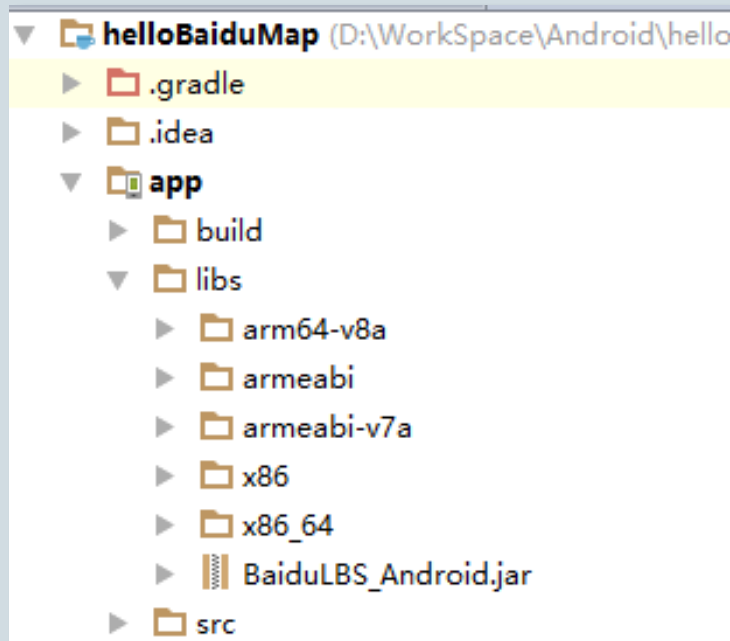 helloBaiduMap (D:\WorkSpace\Android\hello
.gradle
.idea
app
build
libs
arm64-v8a
armeabi
armeabi-v7a
x86
x86_64
BaiduLBS_Android.jar
src